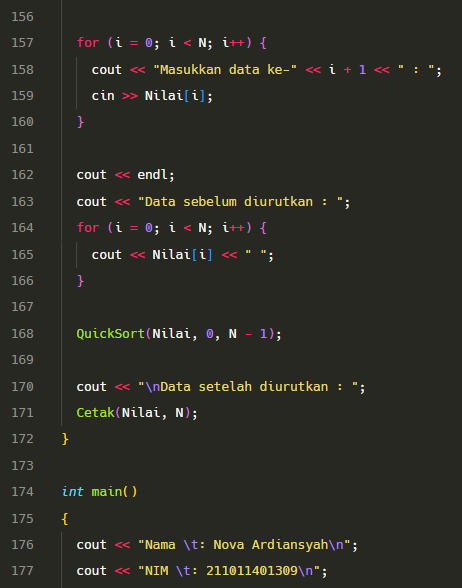 156
157 for (i = 0; i < N; i++) {
158 cout << "Masukkan data ke-" << i + 1 << " : ";
159 cin >> Nilai[i];
160 }
161
162 cout << endl;
163 cout << "Data sebelum diurutkan : ";
164 for (i = 0; i < N; i++) {
165 cout << Nilai[i] << " ";
166 }
167
168 QuickSort(Nilai, 0, N - 1);
169
170 cout << "\nData setelah diurutkan : ";
171 Cetak(Nilai, N);
172 }
173
174 int main()
175 {
176 cout << "Nama \t: Nova Ardiansyah\n";
177 cout << "NIM \t: 211011401309\n";